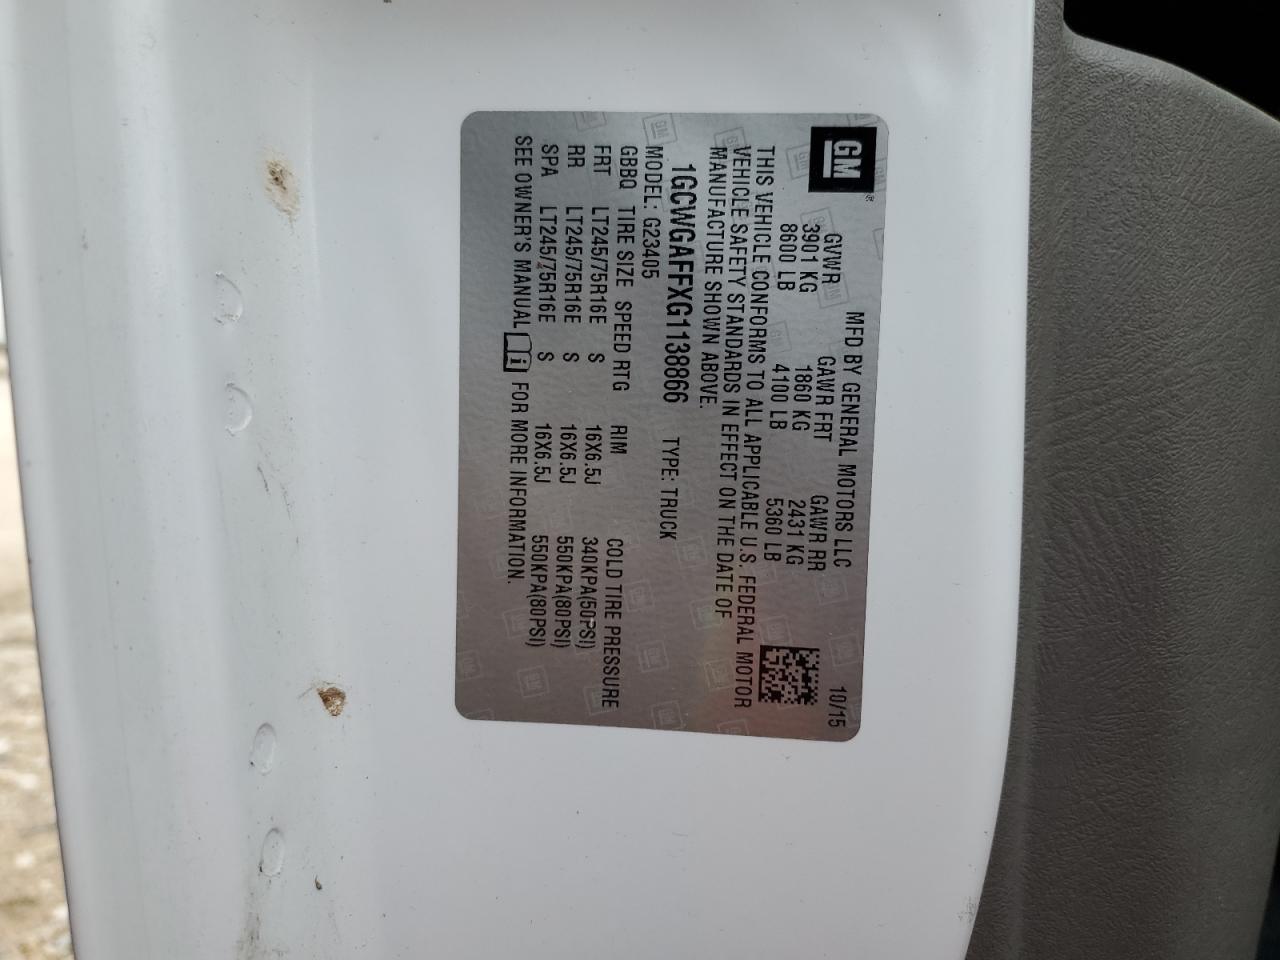 GM
MFD BY GENERAL MOTORS LLC 10/15
GVWR GAWR FRT GAWR RR
3901 KG 1860 KG 2431 KG
8600 LB 4100 LB 5360 LB
THIS VEHICLE CONFORMS TO ALL APPLICABLE U.S. FEDERAL MOTOR
VEHICLE SAFETY STANDARDS IN EFFECT ON THE DATE OF
MANUFACTURE SHOWN ABOVE.
1GCWGAFFXG1138866 TYPE: TRUCK
MODEL: G23405
GBBQ TIRE SIZE SPEED RTG RIM COLD TIRE PRESSURE
FRT LT245/75R16E S 16X6.5J 340KPA(50PSI)
RR LT245/75R16E S 16X6.5J 550KPA(80PSI)
SPA LT245/75R16E S 16X6.5J 550KPA(80PSI)
SEE OWNER'S MANUAL FOR MORE INFORMATION.